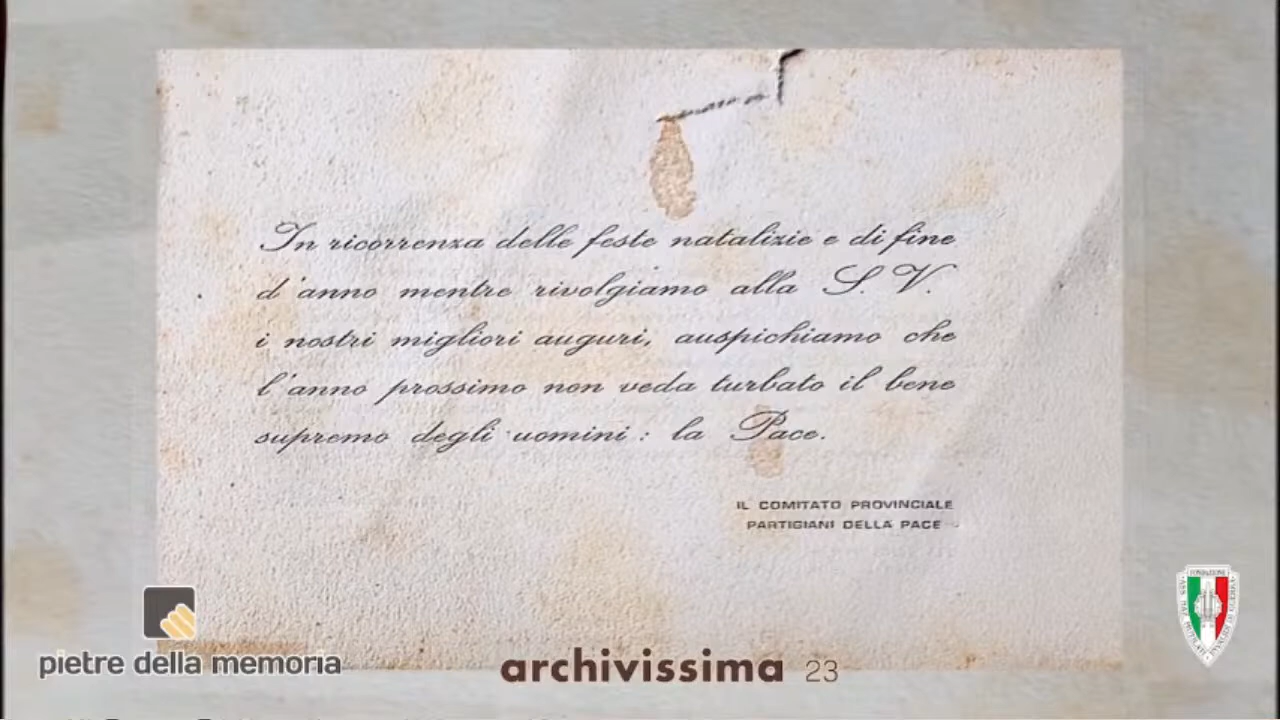 In ricorrenza delle feste natalizie e di fine
d'anno mentre rivolgiamo alla S. V.
i nostri migliori auguri, auspichiamo che
l'anno prossimo non veda turbato il bene
supremo degli uomini : la Pace.
IL COMITATO PROVINCIALE
PARTIGIANI DELLA PACE
pietre della memoria
archivissima 23
FONDAZIONE